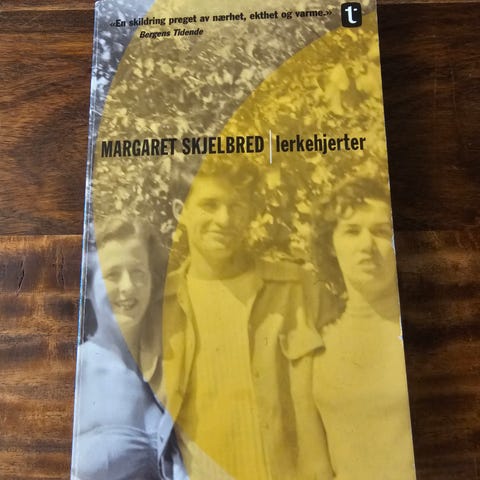 «En skildring preget av nærhet, ekthet og varme.»
Bergens Tidende
t
MARGARET SKJELBRED | lerkehjerter